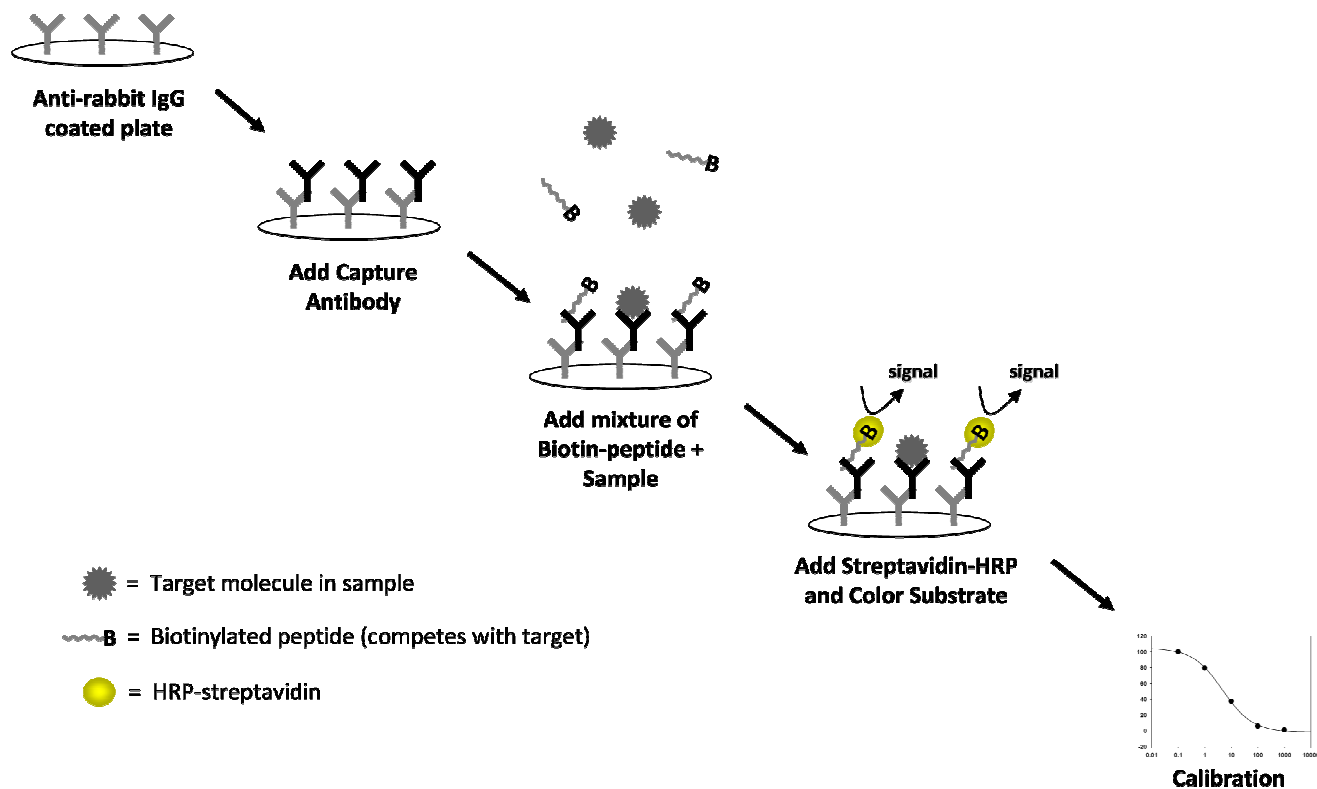 Anti-rabbit IgG
coated plate
B
B
Add Capture
Antibody
B
B
Add mixture of
Biotin-peptide +
Sample
signal
signal
B
B
Add Streptavidin-HRP
and Color Substrate
= Target molecule in sample
B = Biotinylated peptide (competes with target)
= HRP-streptavidin
120
100
80
60
40
20
0
-20
0.01 0.1 1 10 100 1000
Calibration